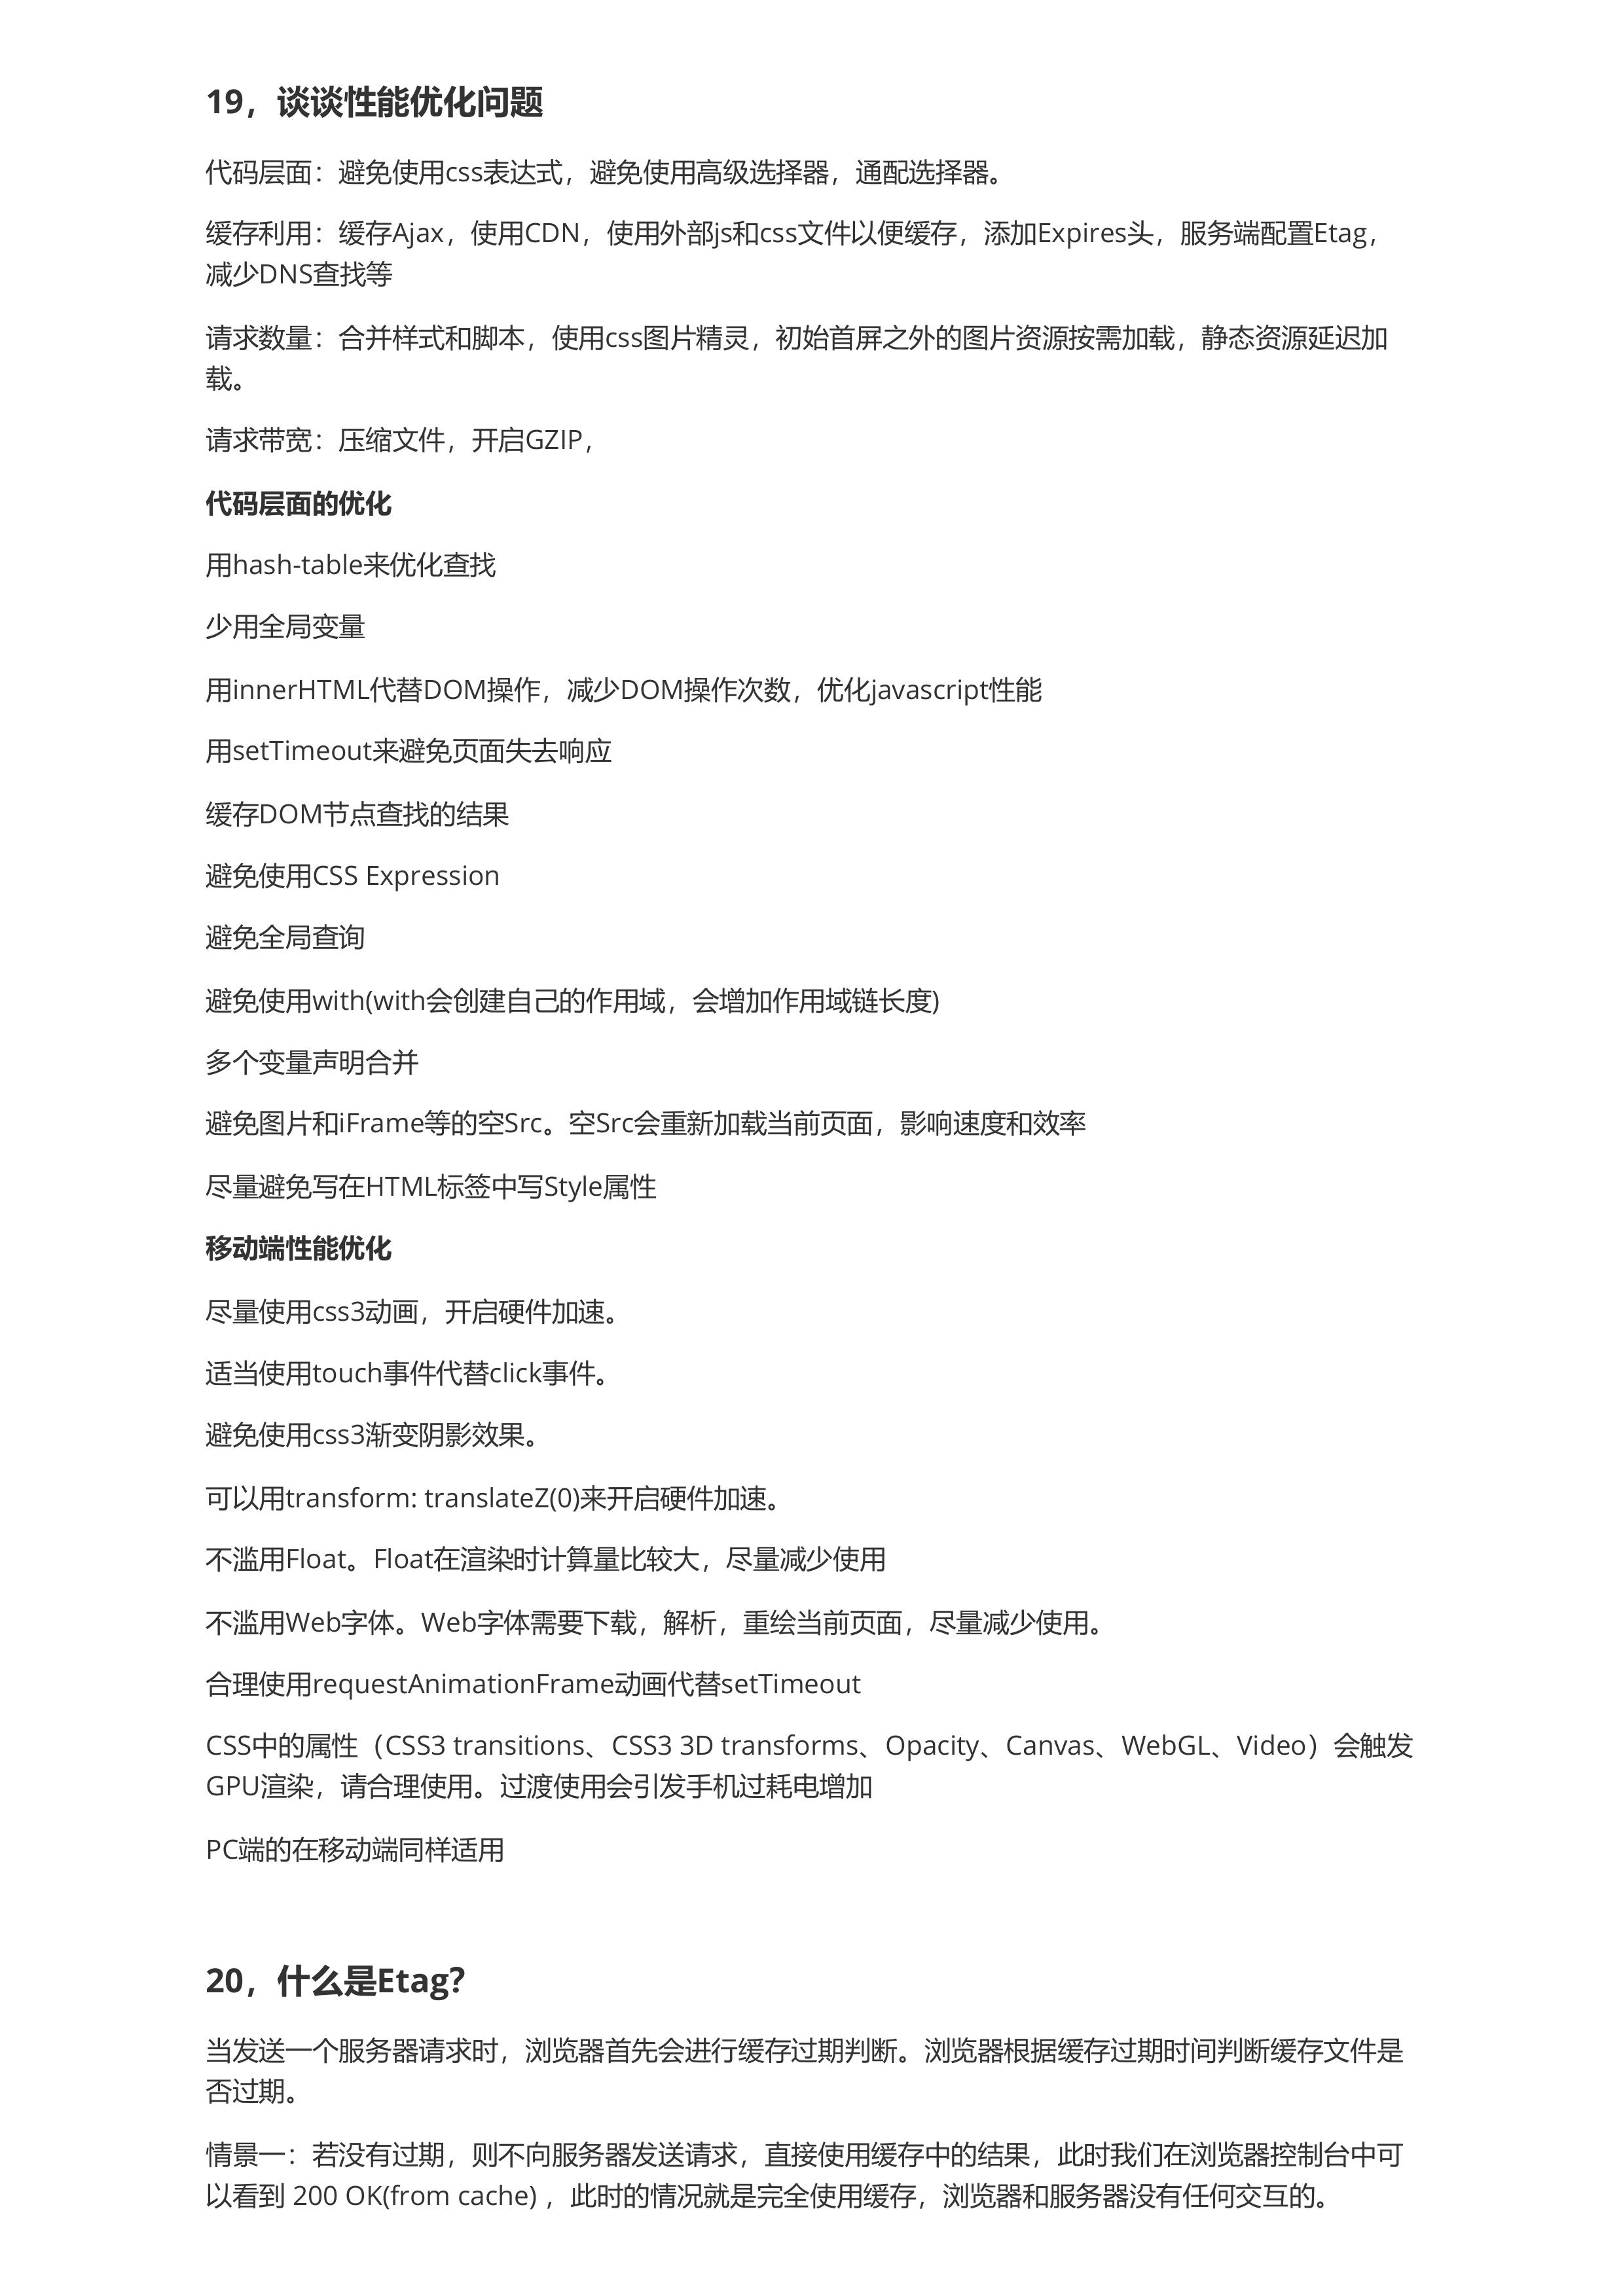 19，谈谈性能优化问题
代码层面：避免使用css表达式，避免使用高级选择器，通配选择器。
缓存利用：缓存Ajax，使用CDN，使用外部js和css文件以便缓存，添加Expires头，服务端配置Etag，
减少DNS查找等
请求数量：合并样式和脚本，使用css图片精灵，初始首屏之外的图片资源按需加载，静态资源延迟加
载。
请求带宽：压缩文件，开启GZIP，
代码层面的优化
用hash-table来优化查找
少用全局变量
用innerHTML代替DOM操作，减少DOM操作次数，优化javascript性能
用setTimeout来避免页面失去响应
缓存DOM节点查找的结果
避免使用CSS Expression
避免全局查询
避免使用with(with会创建自己的作用域，会增加作用域链长度)
多个变量声明合并
避免图片和iFrame等的空Src。空Src会重新加载当前页面，影响速度和效率
尽量避免写在HTML标签中写Style属性
移动端性能优化
尽量使用css3动画，开启硬件加速。
适当使用touch事件代替click事件。
避免使用css3渐变阴影效果。
可以用transform: translateZ(0)来开启硬件加速。
不滥用Float。Float在渲染时计算量比较大，尽量减少使用
不滥用Web字体。Web字体需要下载，解析，重绘当前页面，尽量减少使用。
合理使用requestAnimationFrame动画代替setTimeout
CSS中的属性（CSS3 transitions、CSS3 3D transforms、Opacity、Canvas、WebGL、Video）会触发
GPU渲染，请合理使用。过渡使用会引发手机过耗电增加
PC端的在移动端同样适用
20，什么是Etag？
当发送一个服务器请求时，浏览器首先会进行缓存过期判断。浏览器根据缓存过期时间判断缓存文件是
否过期。
情景一：若没有过期，则不向服务器发送请求，直接使用缓存中的结果，此时我们在浏览器控制台中可
以看到 200 OK(from cache) ，此时的情况就是完全使用缓存，浏览器和服务器没有任何交互的。